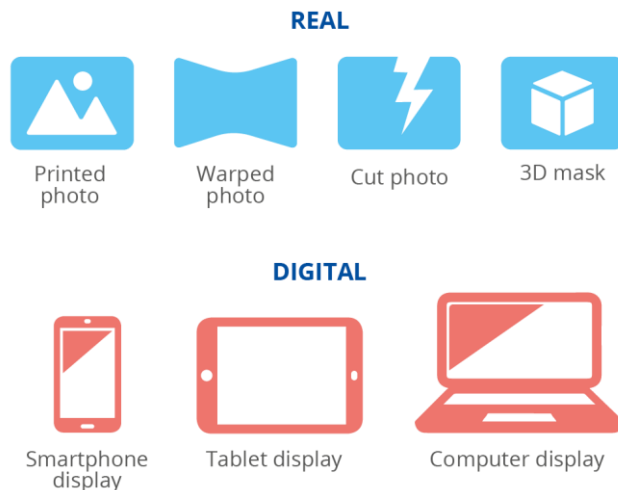 REAL
Printed
photo
Warped
photo
Cut photo
3D mask
DIGITAL
Smartphone
display
Tablet display
Computer display